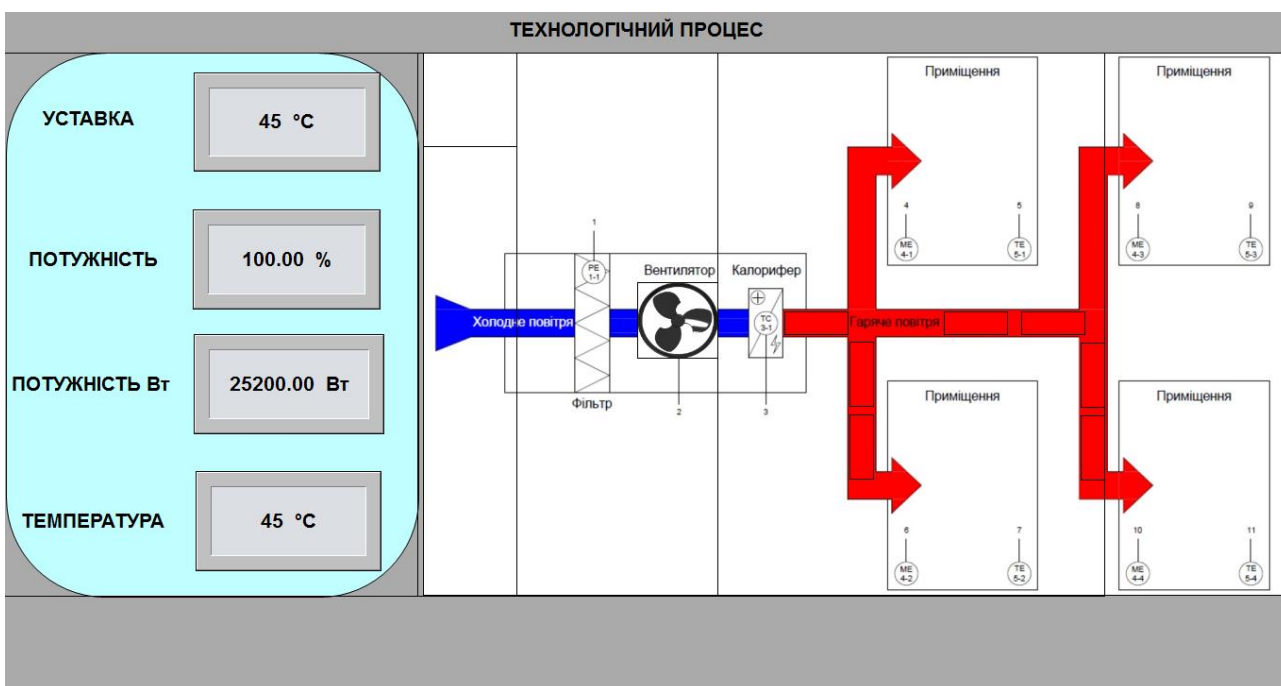 ТЕХНОЛОГІЧНИЙ ПРОЦЕС
УСТАВКА
45 °C
ПОТУЖНІСТЬ
100.00 %
ПОТУЖНІСТЬ Вт
25200.00 Вт
ТЕМПЕРАТУРА
45 °C
Приміщення
Приміщення
4
5
8
9
ME
4-1
TE
5-1
ME
4-3
TE
5-3
1
PE
1-1
Вентилятор
Калорифер
Холодне повітря
TC
3-1
Гаряче повітря
Фільтр
2
3
Приміщення
Приміщення
6
7
10
11
ME
4-2
TE
5-2
ME
4-4
TE
5-4